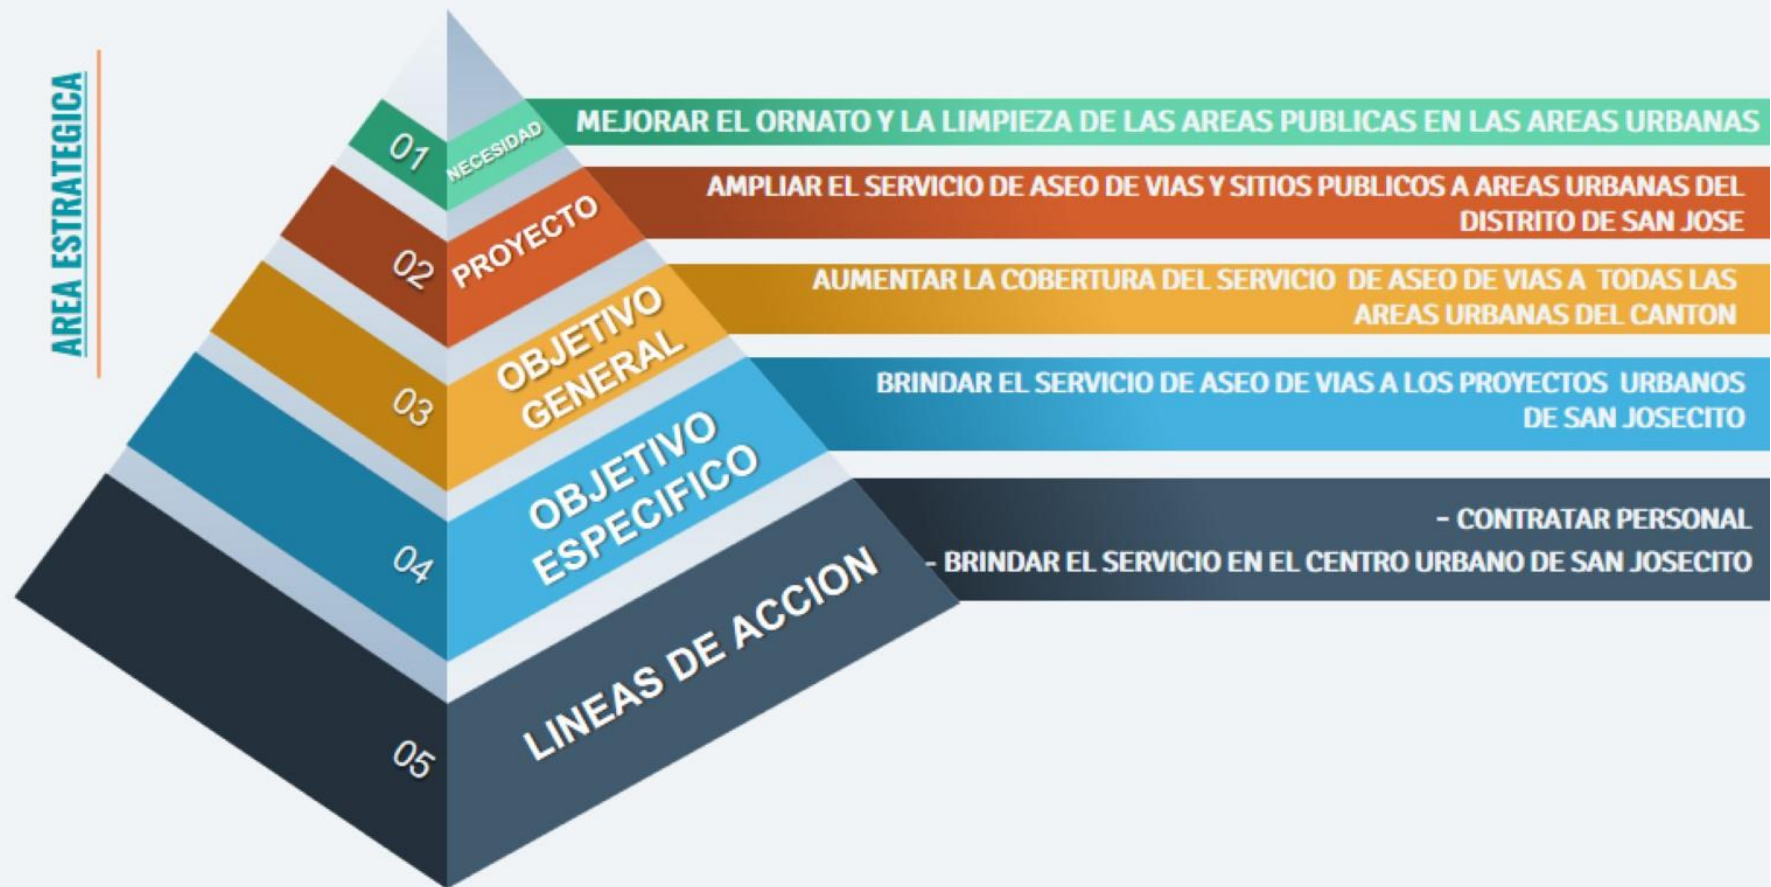 AREA ESTRATEGICA
01
NECESIDAD
MEJORAR EL ORNATO Y LA LIMPIEZA DE LAS AREAS PUBLICAS EN LAS AREAS URBANAS
02
PROYECTO
AMPLIAR EL SERVICIO DE ASEO DE VIAS Y SITIOS PUBLICOS A AREAS URBANAS DEL
DISTRITO DE SAN JOSE
03
OBJETIVO
GENERAL
AUMENTAR LA COBERTURA DEL SERVICIO DE ASEO DE VIAS A TODAS LAS
AREAS URBANAS DEL CANTON
04
OBJETIVO
ESPECIFICO
BRINDAR EL SERVICIO DE ASEO DE VIAS A LOS PROYECTOS URBANOS
DE SAN JOSECITO
05
LINEAS DE ACCION
- CONTRATAR PERSONAL
- BRINDAR EL SERVICIO EN EL CENTRO URBANO DE SAN JOSECITO